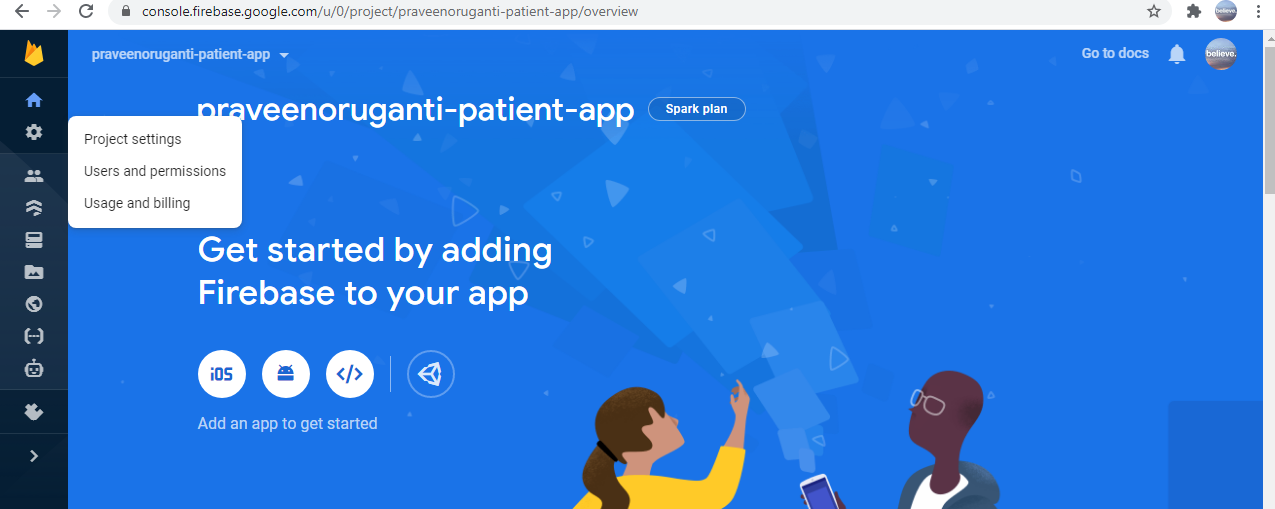 console.firebase.google.com/u/0/project/praveenoruganti-patient-app/overview
praveenoruganti-patient-app
Go to docs
believe.
believe.
praveenoruganti-patient-app
Spark plan
Project settings
Users and permissions
Usage and billing
Get started by adding
Firebase to your app
iOS
Add an app to get started